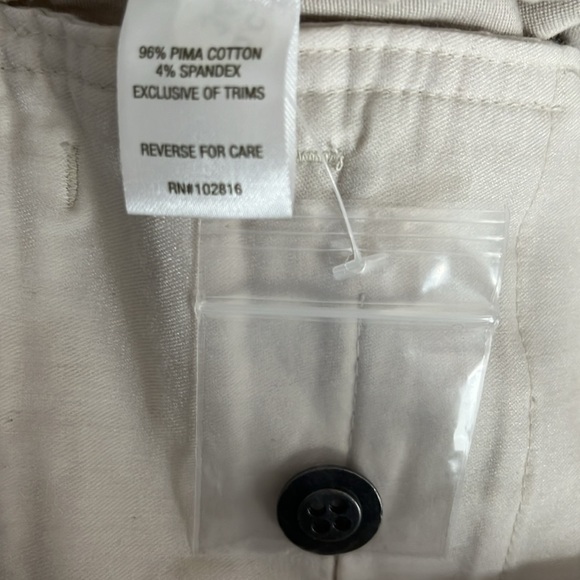 96% PIMA COTTON
4% SPANDEX
EXCLUSIVE OF TRIMS
REVERSE FOR CARE
RN#102816